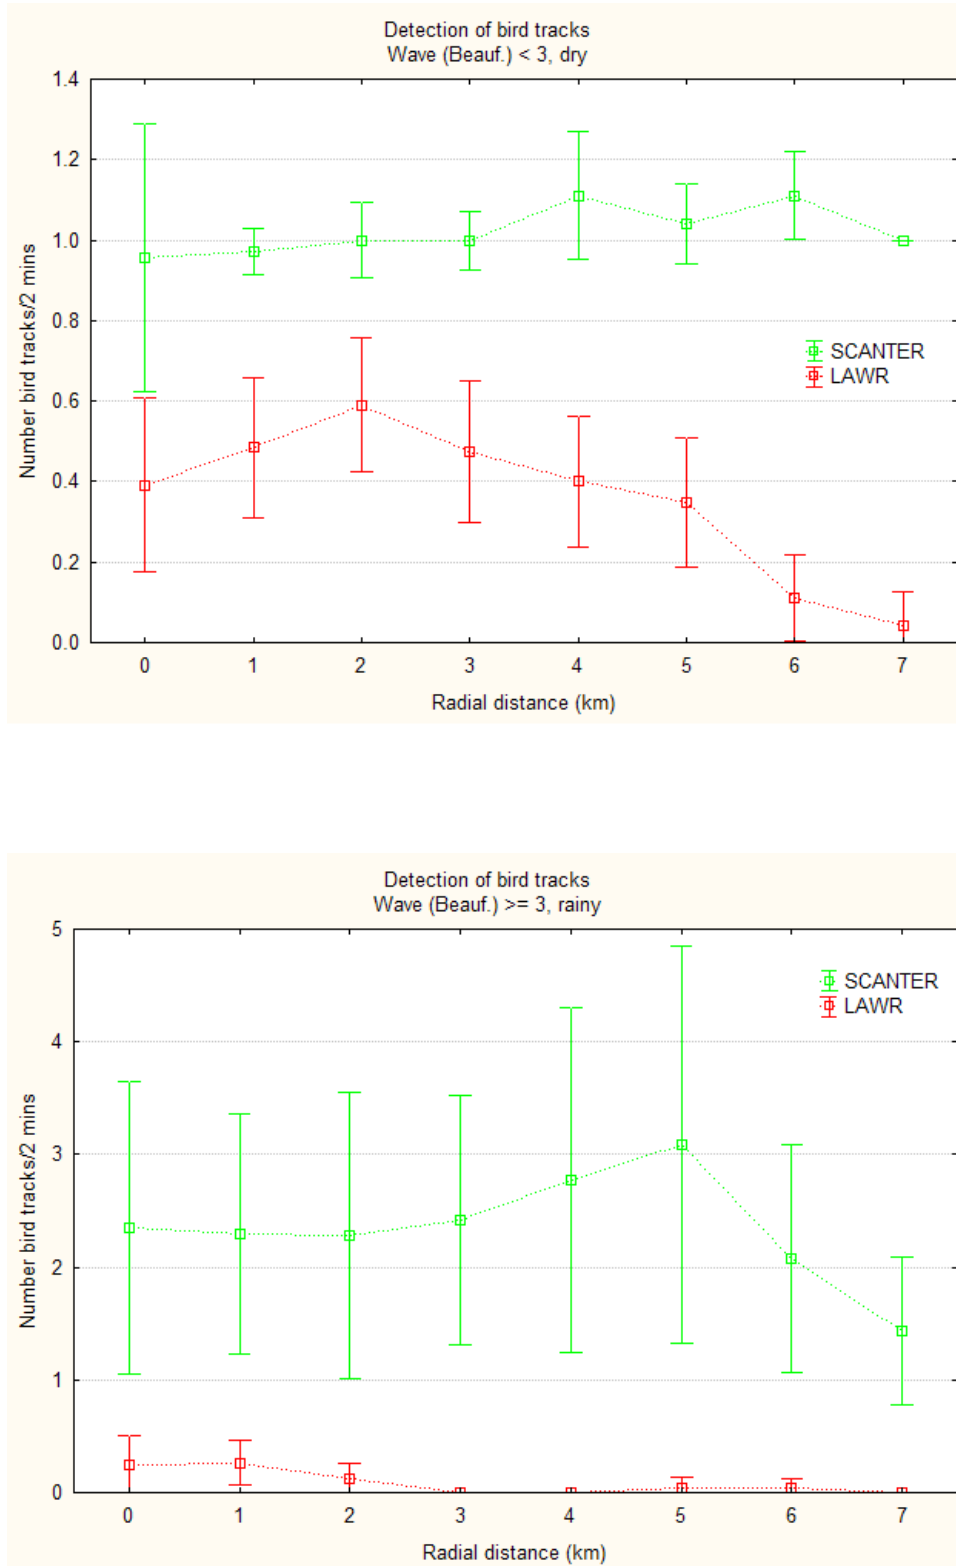 Detection of bird tracks
Wave (Beauf.) < 3, dry
1.4
1.2
1.0
0.8
0.6
0.4
0.2
0.0
Number bird tracks/2 mins
SCANTER
LAWR
0 1 2 3 4 5 6 7
Radial distance (km)
Detection of bird tracks
Wave (Beauf.) >= 3, rainy
5
4
3
2
1
0
Number bird tracks/2 mins
SCANTER
LAWR
0 1 2 3 4 5 6 7
Radial distance (km)